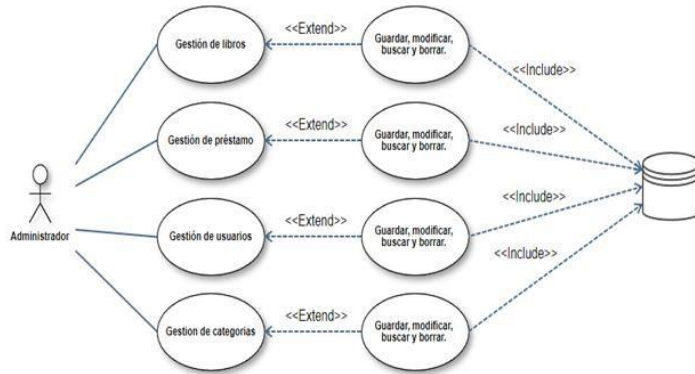 Gestión de libros
<<Extend>>
Guardar, modificar,
buscar y borrar.
<<Include>>
Gestión de préstamo
<<Extend>>
Guardar, modificar,
buscar y borrar.
<<Include>>
Administrador
Gestión de usuarios
<<Extend>>
Guardar, modificar,
buscar y borrar.
<<Include>>
Gestion de categorias
<<Extend>>
Guardar, modificar,
buscar y borrar.
<<Include>>